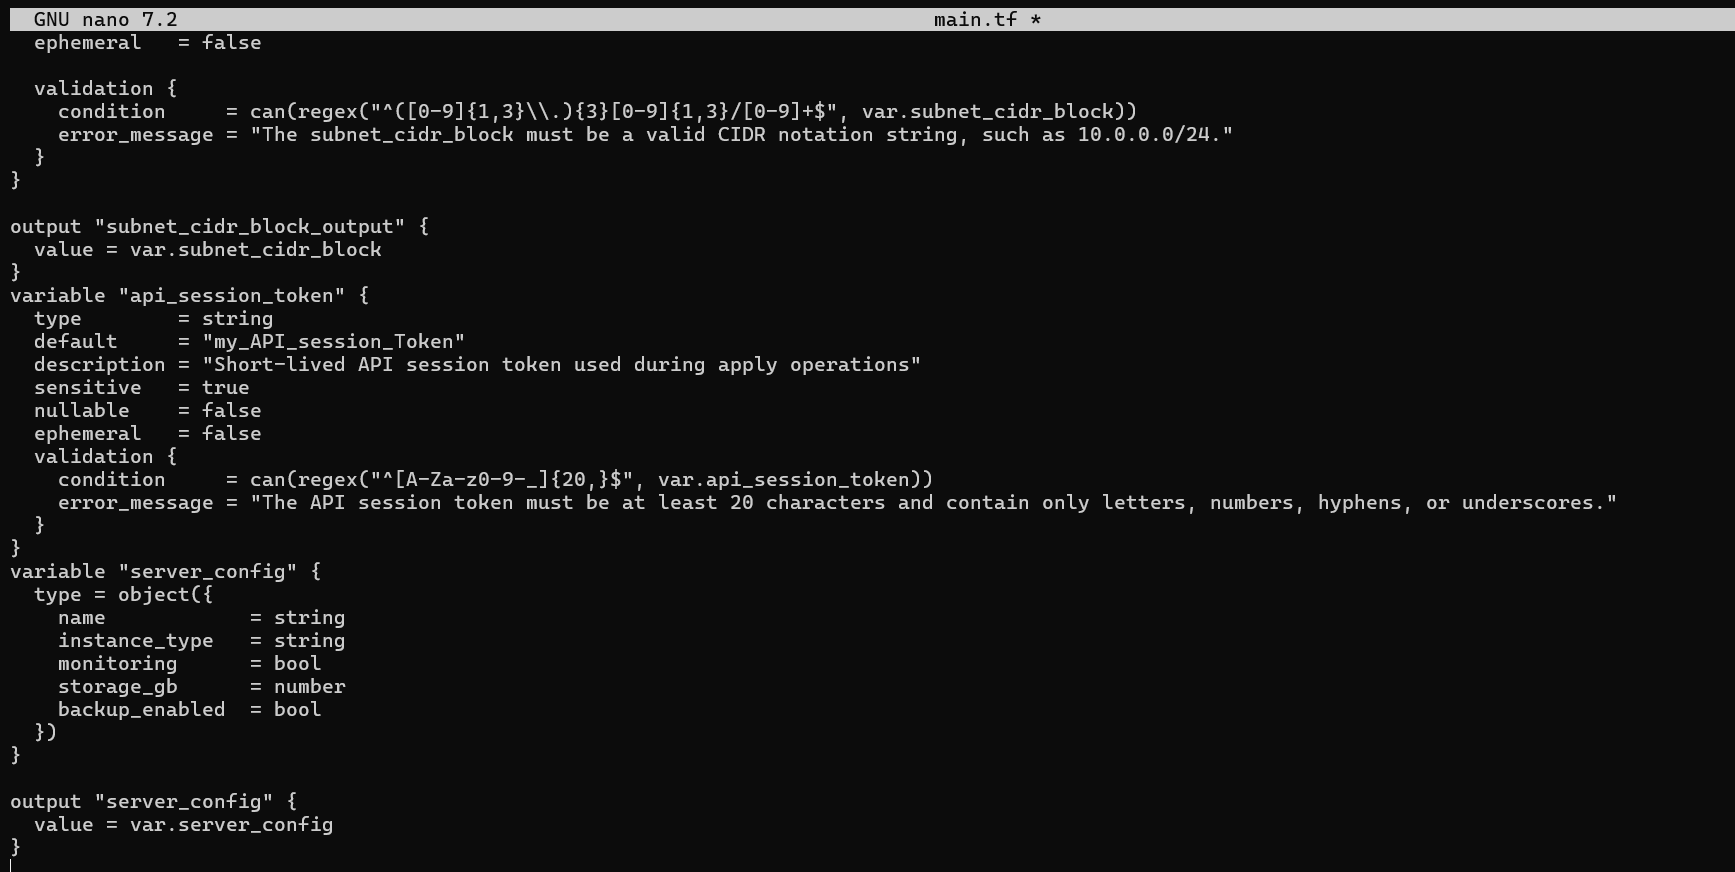 GNU nano 7.2 main.tf *
  ephemeral   = false

  validation {
    condition     = can(regex("^([0-9]{1,3}\\.){3}[0-9]{1,3}/[0-9]+$", var.subnet_cidr_block))
    error_message = "The subnet_cidr_block must be a valid CIDR notation string, such as 10.0.0.0/24."
  }
}

output "subnet_cidr_block_output" {
  value = var.subnet_cidr_block
}
variable "api_session_token" {
  type        = string
  default     = "my_API_session_Token"
  description = "Short-lived API session token used during apply operations"
  sensitive   = true
  nullable    = false
  ephemeral   = false
  validation {
    condition     = can(regex("^[A-Za-z0-9-_]{20,}$", var.api_session_token))
    error_message = "The API session token must be at least 20 characters and contain only letters, numbers, hyphens, or underscores."
  }
}
variable "server_config" {
  type = object({
    name            = string
    instance_type   = string
    monitoring      = bool
    storage_gb      = number
    backup_enabled  = bool
  })
}

output "server_config" {
  value = var.server_config
}